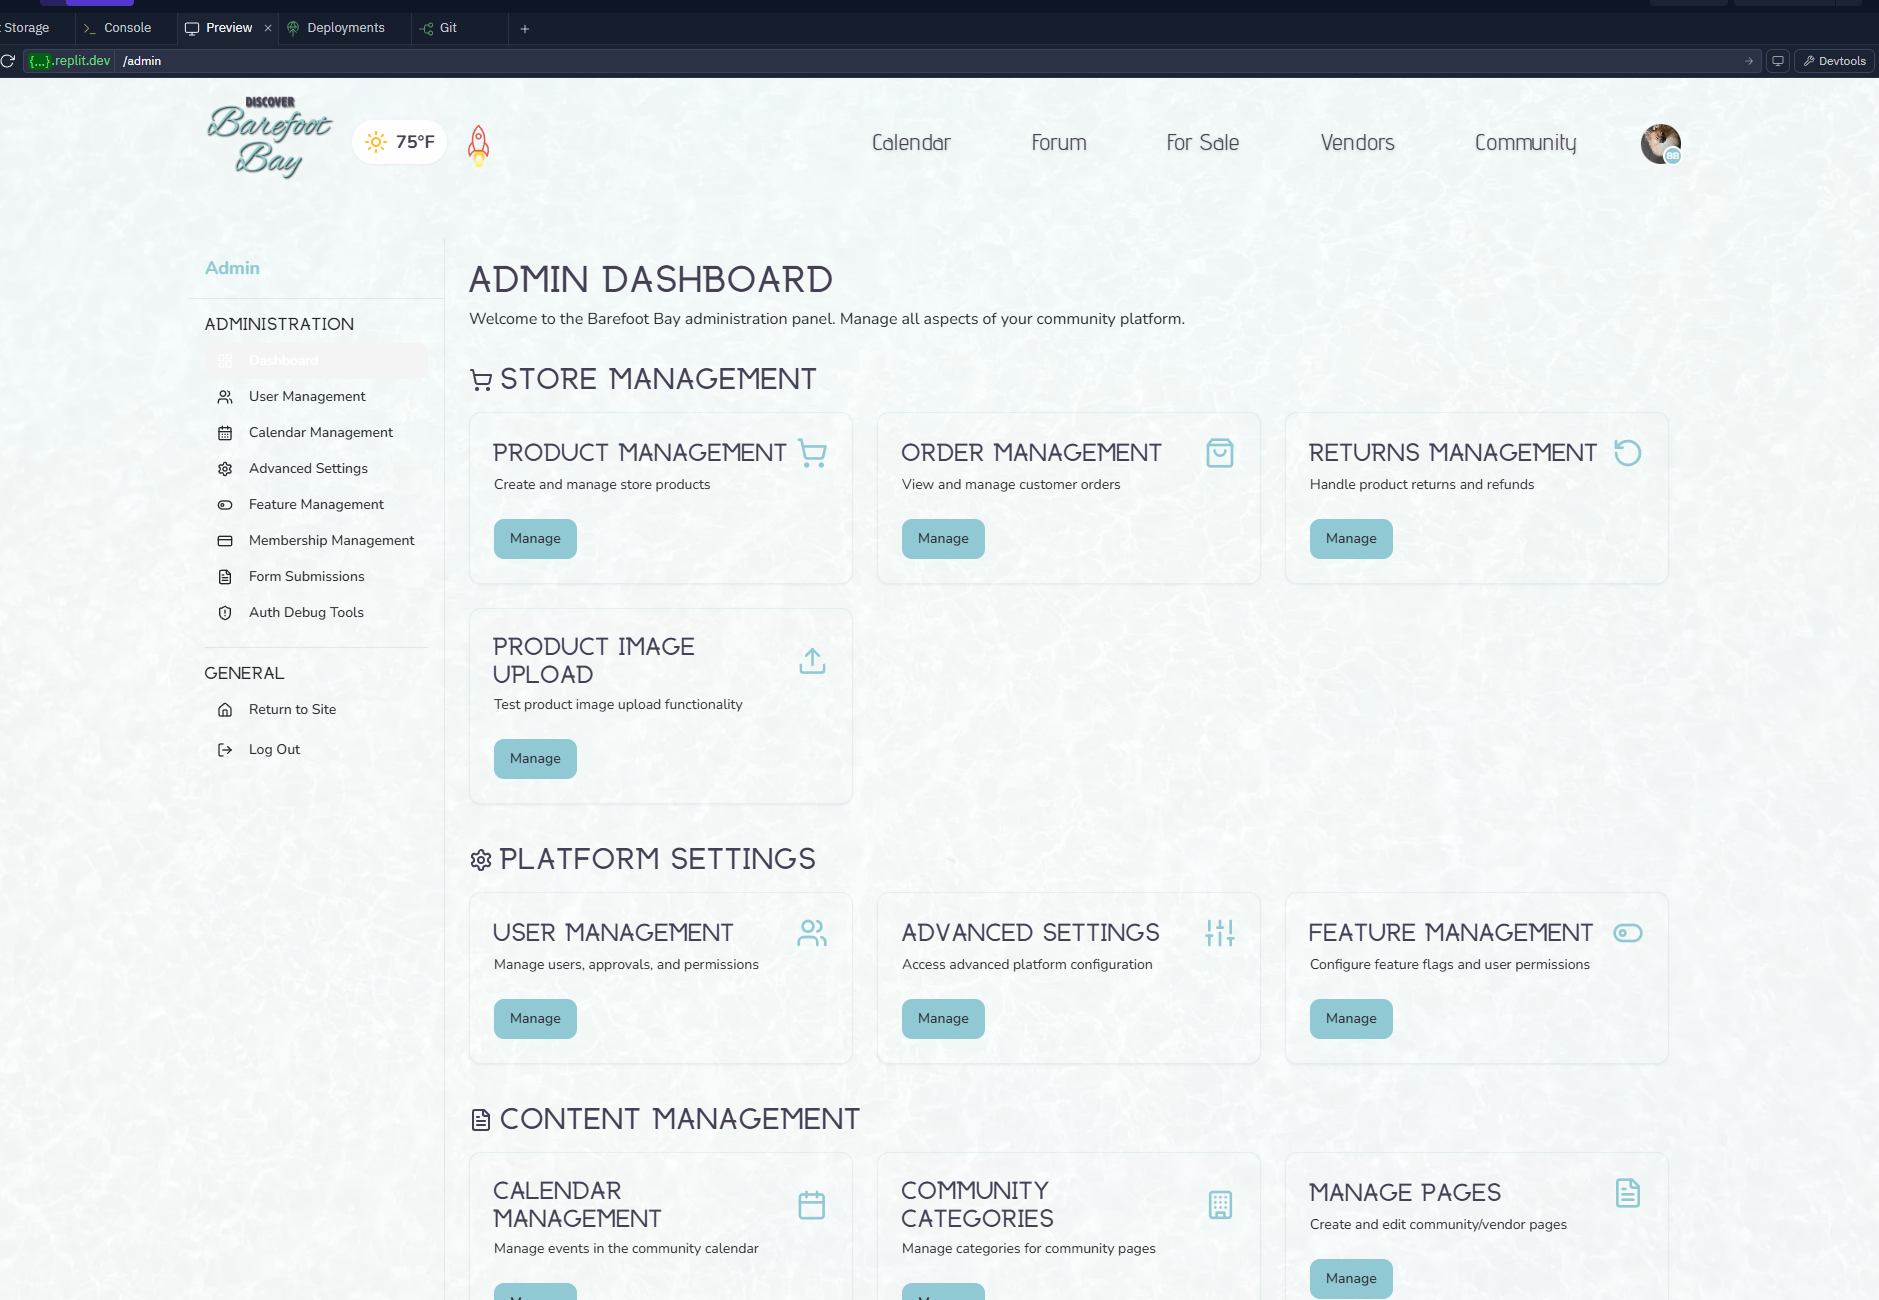 Storage
Console
Preview
Deployments
Git
{...}.replit.dev
/admin
Devtools
DISCOVER
Barefoot
Bay
75°F
Calendar
Forum
For Sale
Vendors
Community
BB
Admin
ADMINISTRATION
Dashboard
User Management
Calendar Management
Advanced Settings
Feature Management
Membership Management
Form Submissions
Auth Debug Tools
GENERAL
Return to Site
Log Out
ADMIN DASHBOARD
Welcome to the Barefoot Bay administration panel. Manage all aspects of your community platform.
STORE MANAGEMENT
PRODUCT MANAGEMENT
Create and manage store products
Manage
ORDER MANAGEMENT
View and manage customer orders
Manage
RETURNS MANAGEMENT
Handle product returns and refunds
Manage
PRODUCT IMAGE
UPLOAD
Test product image upload functionality
Manage
PLATFORM SETTINGS
USER MANAGEMENT
Manage users, approvals, and permissions
Manage
ADVANCED SETTINGS
Access advanced platform configuration
Manage
FEATURE MANAGEMENT
Configure feature flags and user permissions
Manage
CONTENT MANAGEMENT
CALENDAR
MANAGEMENT
Manage events in the community calendar
COMMUNITY
CATEGORIES
Manage categories for community pages
MANAGE PAGES
Create and edit community/vendor pages
Manage